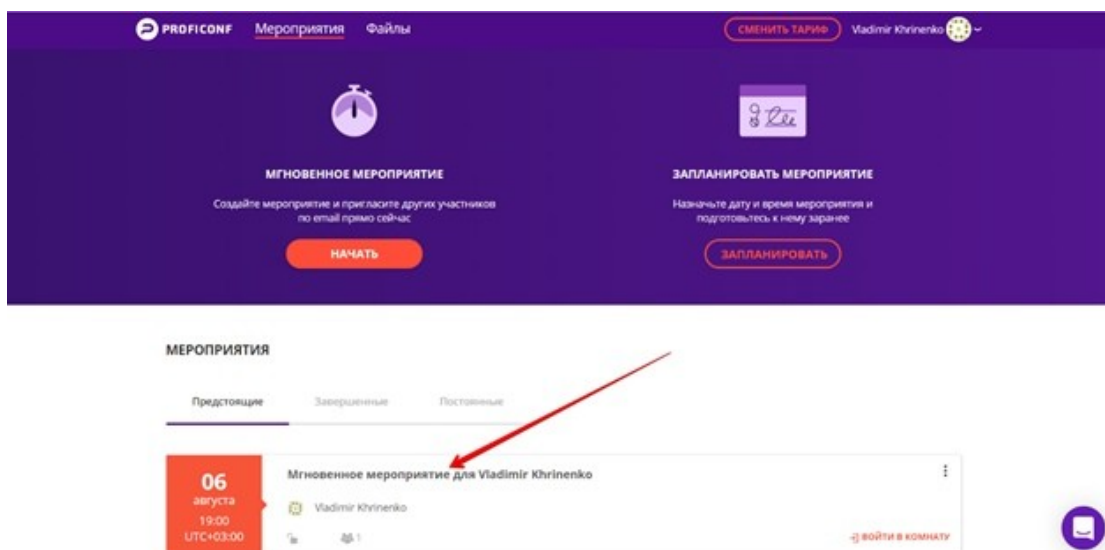 PROFICONF Мероприятия Файлы СМЕНИТЬ ТАРИФ Vladimir Khrinenko
МГНОВЕННОЕ МЕРОПРИЯТИЕ
Создайте мероприятие и пригласите других участников
по email прямо сейчас
НАЧАТЬ
ЗАПЛАНИРОВАТЬ МЕРОПРИЯТИЕ
Назначьте дату и время мероприятия и
подготовьтесь к нему заранее
ЗАПЛАНИРОВАТЬ
МЕРОПРИЯТИЯ
Предстоящие Завершенные Постоянные
06
августа
19:00
UTC+03:00
Мгновенное мероприятие для Vladimir Khrinenko
Vladimir Khrinenko
1
ВОЙТИ В КОМНАТУ